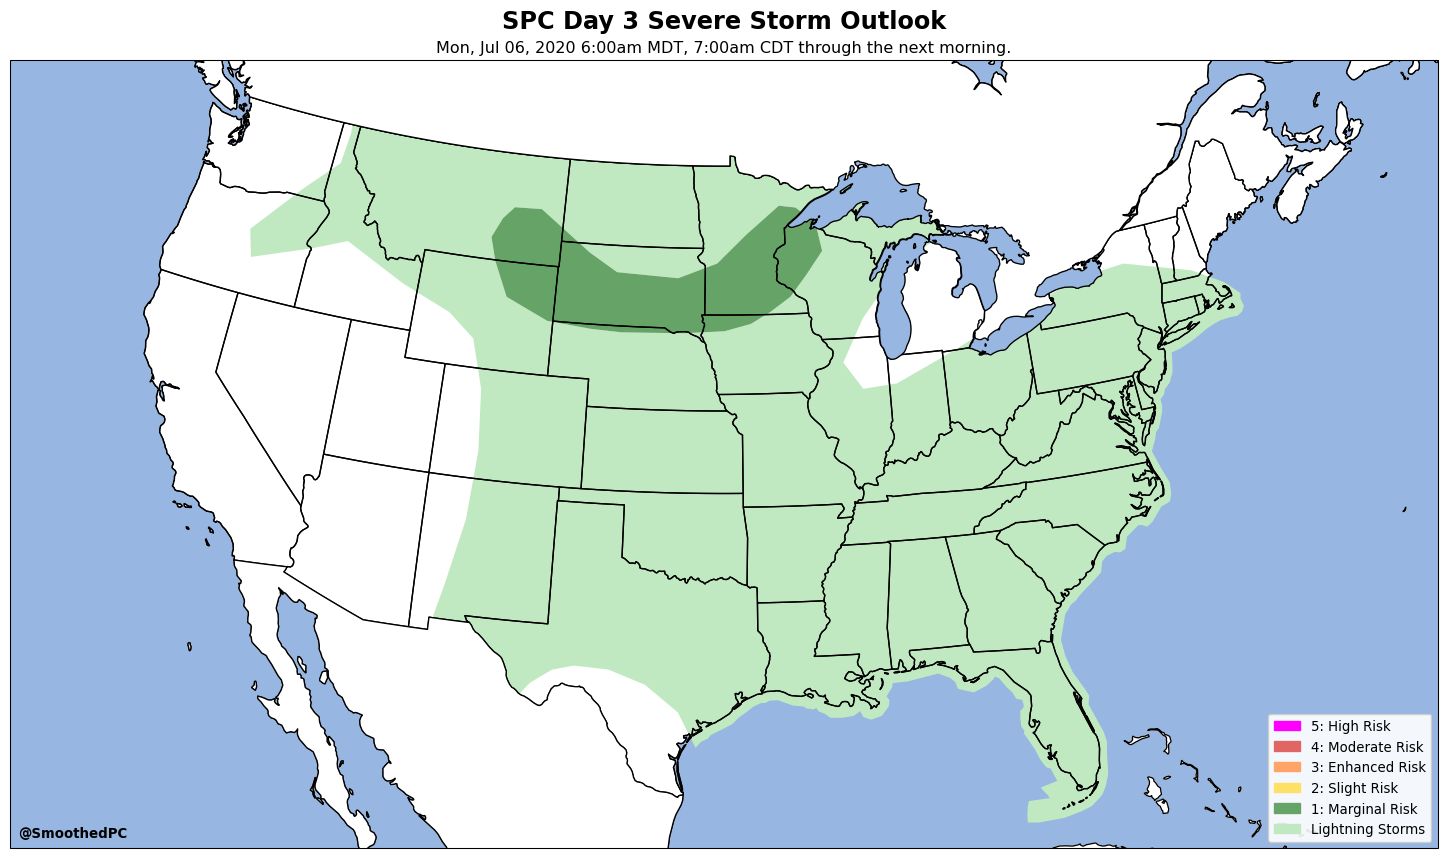 SPC Day 3 Severe Storm Outlook
Mon, Jul 06, 2020 6:00am MDT, 7:00am CDT through the next morning.
5: High Risk
4: Moderate Risk
3: Enhanced Risk
2: Slight Risk
1: Marginal Risk
Lightning Storms
@SmoothedPC